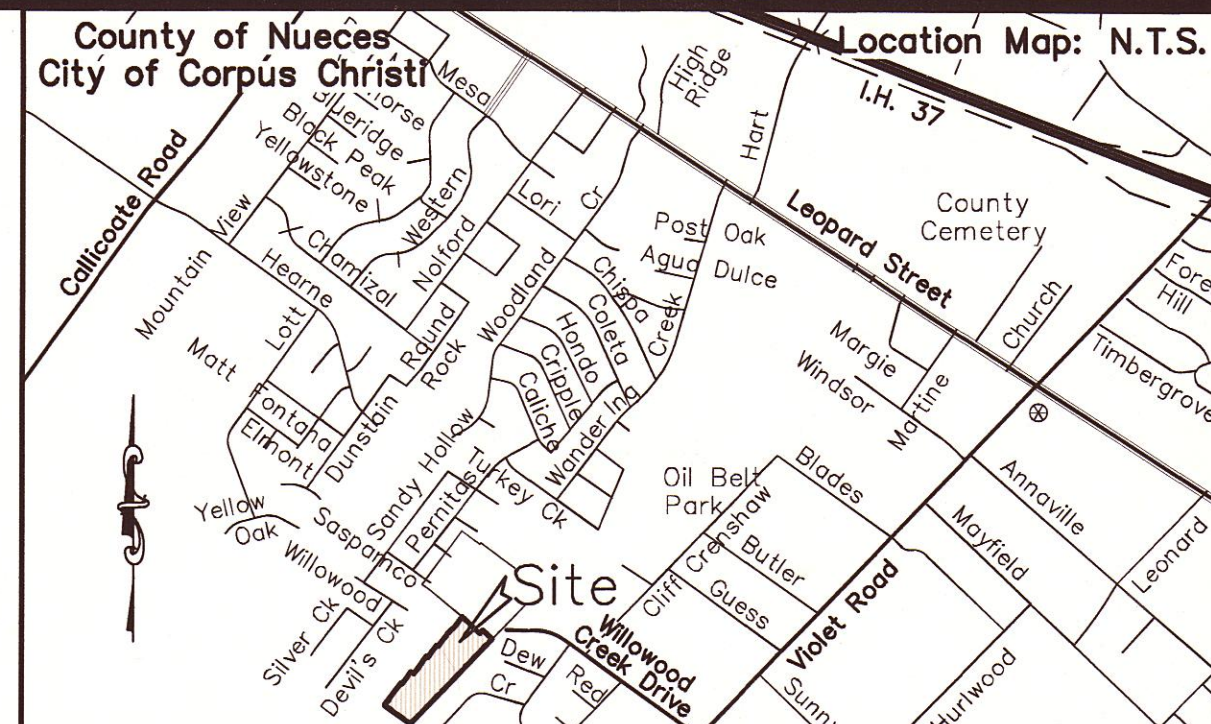 County of Nueces
City of Corpus Christi
Location Map: N.T.S.
I.H. 37
Mesa
High
Ridge
Hart
Blueridge
Black Peak
Yellowstone
Callicoate Road
View
Mountain
Western
Lori
Cr
Woodland
Nolford
Chamizal
Hearne
Post Oak
Agua Dulce
Leopard Street
County
Cemetery
Church
Fore
Hill
Timbergrove
Chispa
Coleta
Hondo
Cripple
Caliche
Creek
Wander Ing
Round
Rock
Lott
Matt
Fontana
Elmont
Dunstain
Margie
Windsor
Martine
Sandy Hollow
Turkey Ck
Pernitas
Oil Belt
Park
Blades
Annaville
Mayfield
Leonard
Yellow
Oak
Saspamco
Willowood
Cliff Crenshaw
Butler
Guess
Violet Road
Site
Silver Ck
Devil's Ck
Willowood
Creek Drive
Dew
Cr
Red
Sunny
Hurlwood